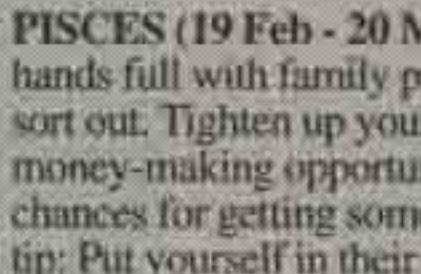 PISCES (19 Feb - 20 M
hands full with family p
sort out. Tighten up you
money-making opportu
chances for getting som
tip: Put yourself in their